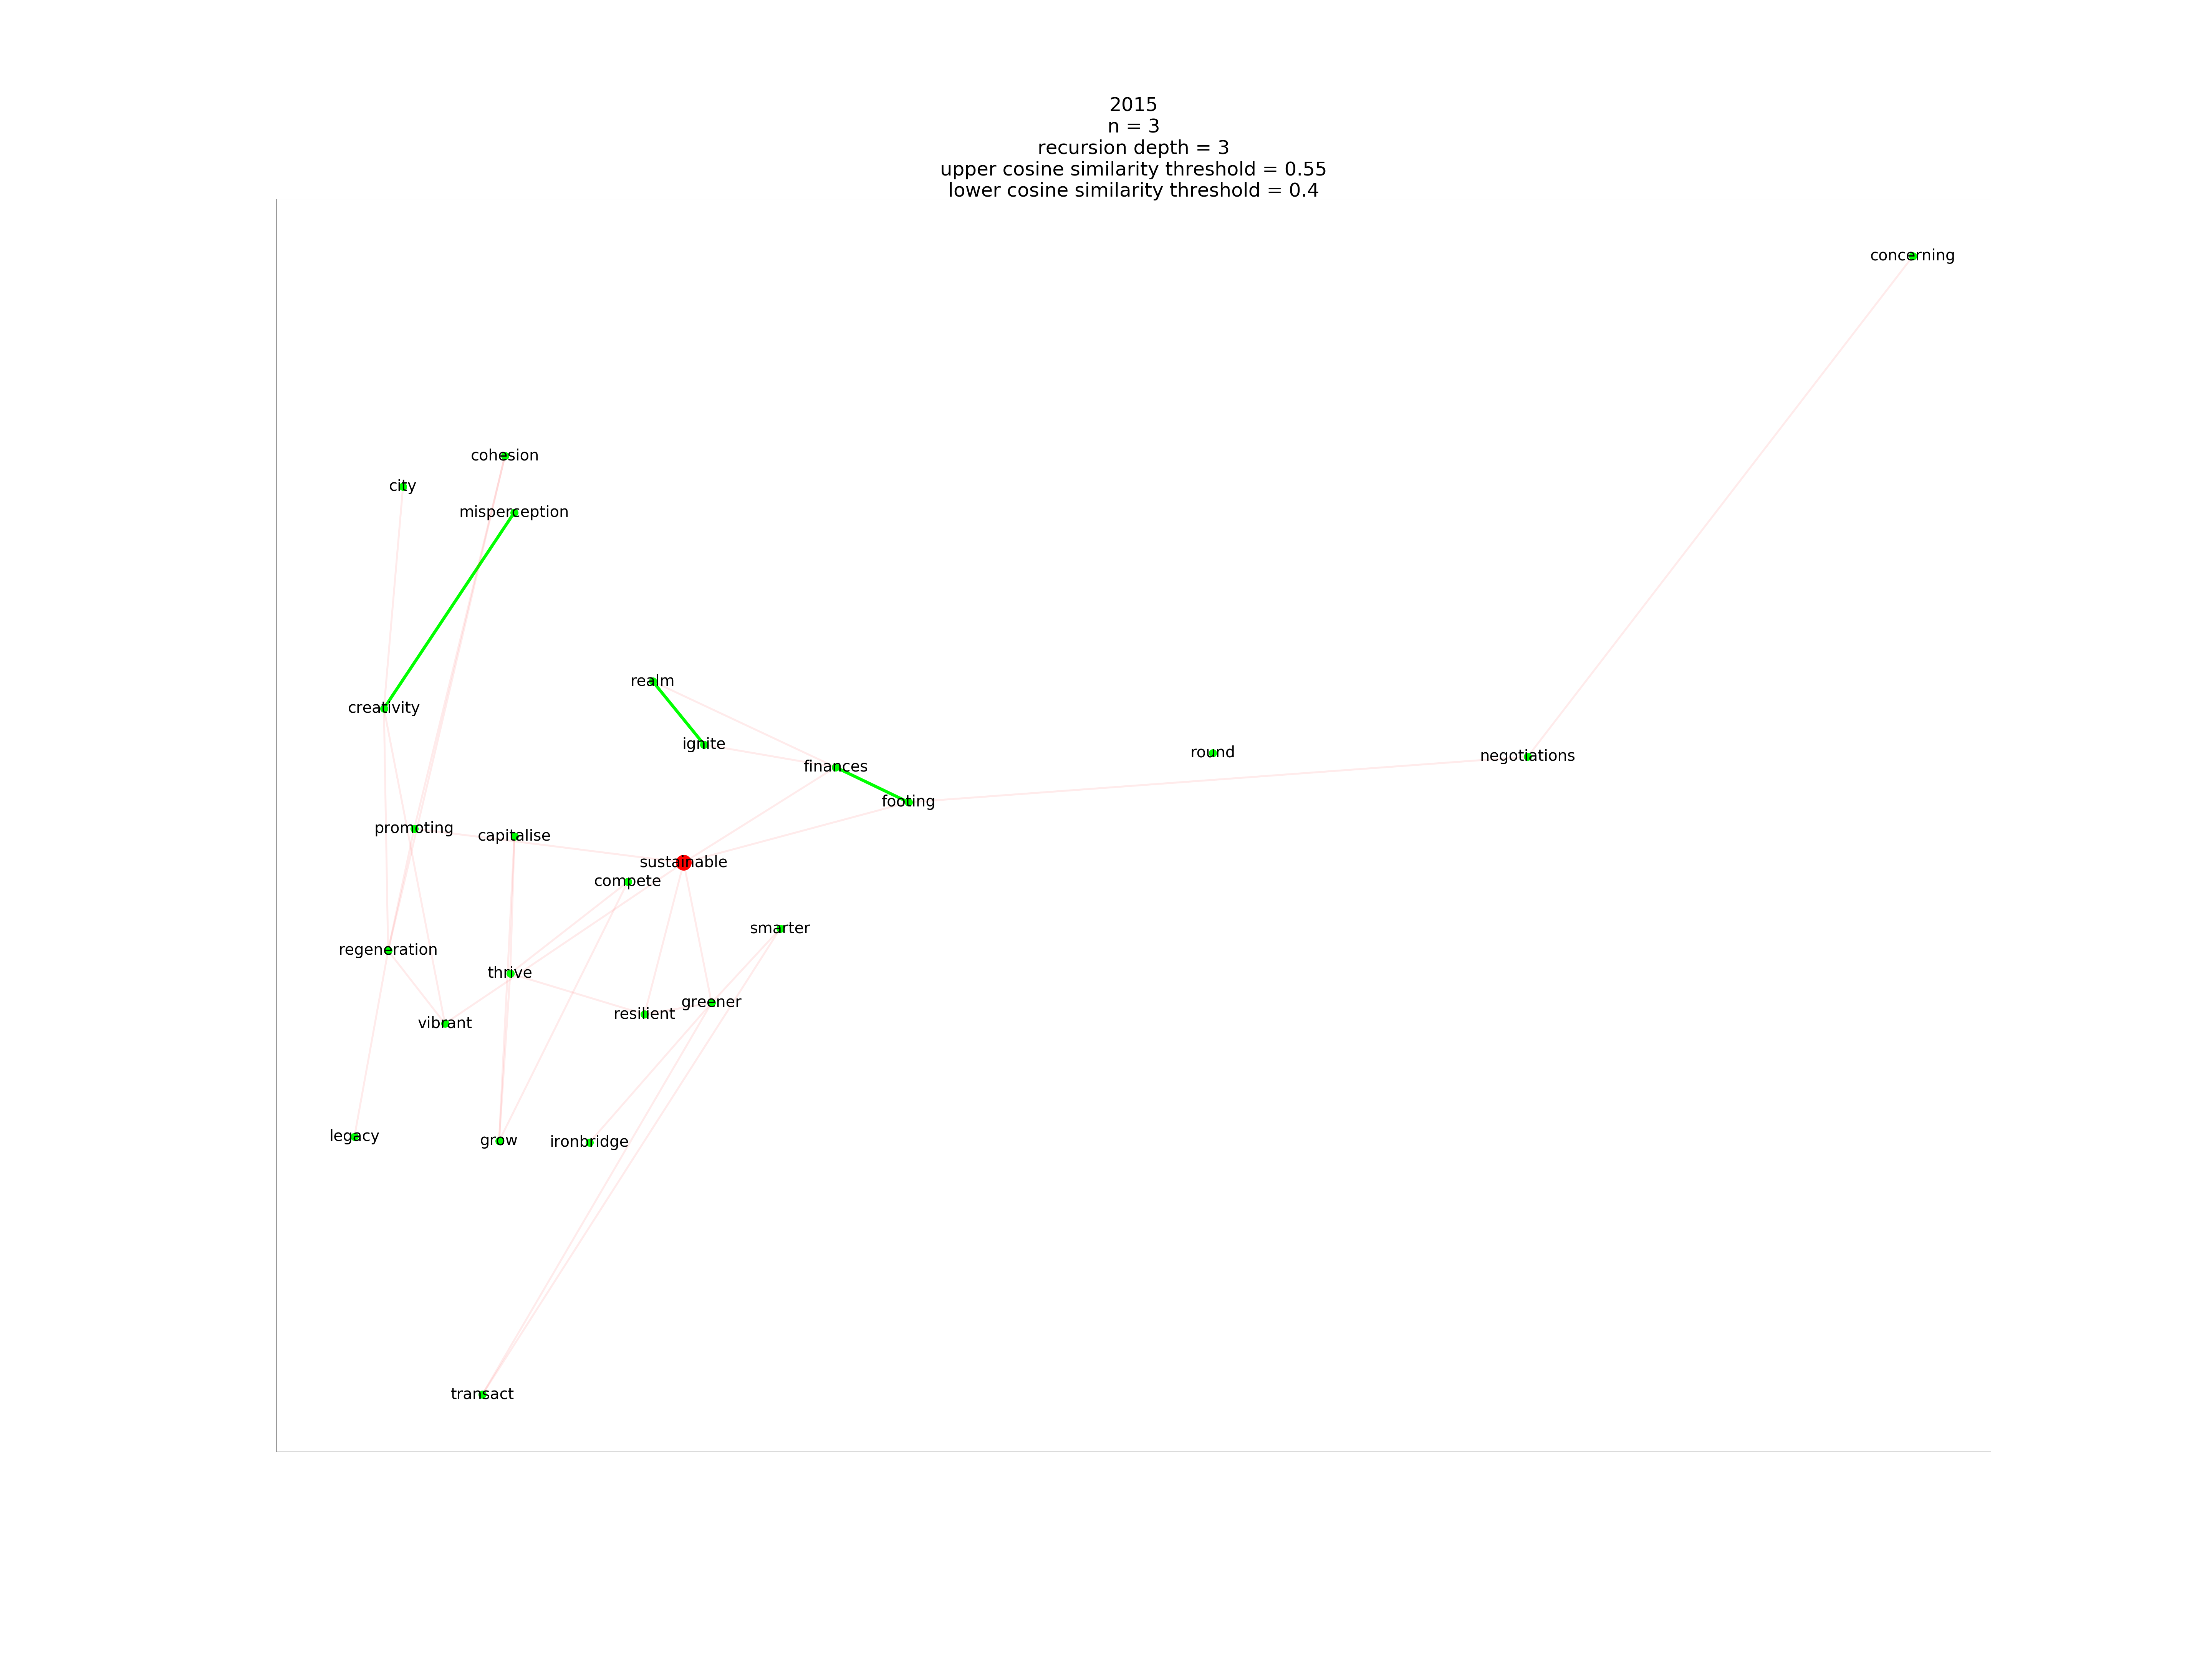 2015
n = 3
recursion depth = 3
upper cosine similarity threshold = 0.55
lower cosine similarity threshold = 0.4
concerning
cohesion
city
misperception
realm
creativity
ignite
round
negotiations
finances
footing
promoting
capitalise
sustainable
compete
smarter
regeneration
thrive
greener
resilient
vibrant
legacy
grow
ironbridge
transact